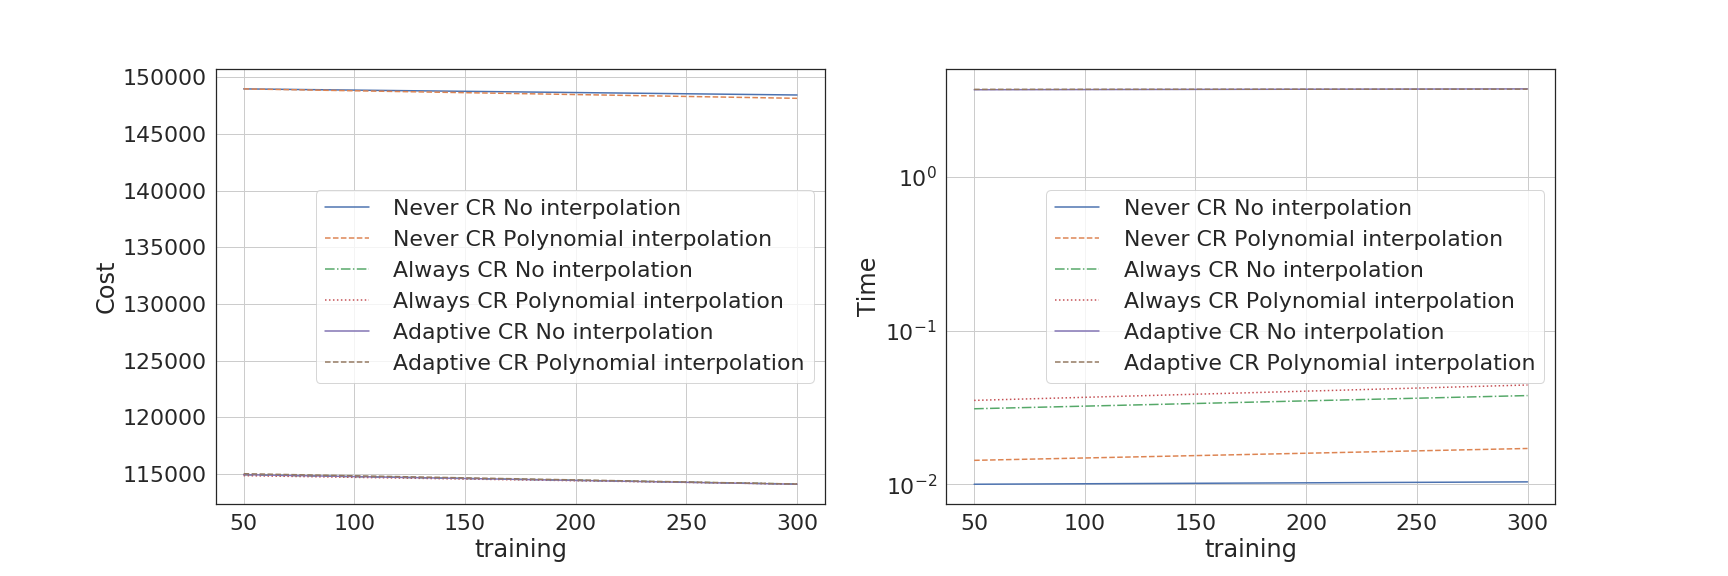 150000
145000
140000
135000
130000
125000
120000
115000
Cost
Never CR No interpolation
Never CR Polynomial interpolation
Always CR No interpolation
Always CR Polynomial interpolation
Adaptive CR No interpolation
Adaptive CR Polynomial interpolation
50 100 150 200 250 300
training
10⁰
10⁻¹
10⁻²
Time
Never CR No interpolation
Never CR Polynomial interpolation
Always CR No interpolation
Always CR Polynomial interpolation
Adaptive CR No interpolation
Adaptive CR Polynomial interpolation
50 100 150 200 250 300
training